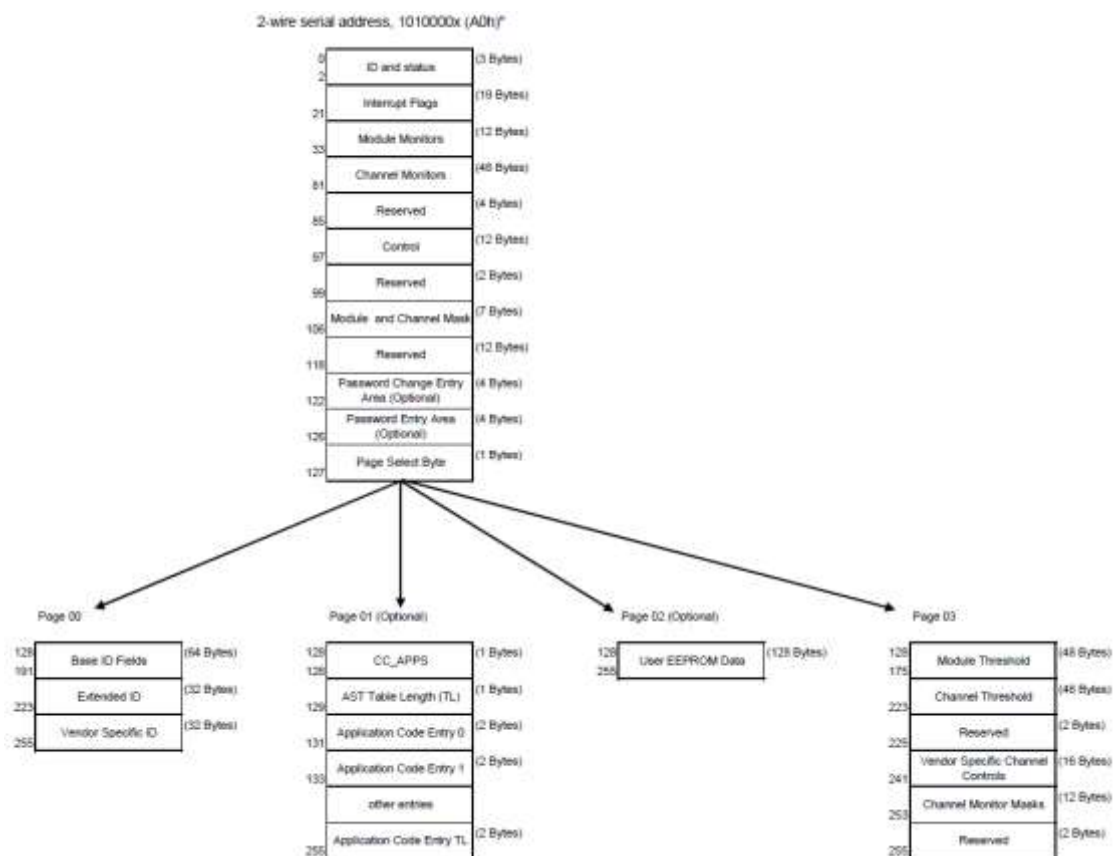 2-wire serial address, 1010000x (A0h)"
0
ID and status
(3 Bytes)
2
Interrupt Flags
(19 Bytes)
21
Module Monitors
(12 Bytes)
33
Channel Monitors
(48 Bytes)
81
Reserved
(4 Bytes)
85
Control
(12 Bytes)
97
Reserved
(2 Bytes)
99
Module and Channel Mask
(7 Bytes)
106
Reserved
(12 Bytes)
118
Password Change Entry
Area (Optional)
(4 Bytes)
122
Password Entry Area
(Optional)
(4 Bytes)
126
Page Select Byte
(1 Bytes)
127
Page 00
128
Base ID Fields
(64 Bytes)
191
Extended ID
(32 Bytes)
223
Vendor Specific ID
(32 Bytes)
255
Page 01 (Optional)
128
CC_APPS
(1 Bytes)
128
AST Table Length (TL)
(1 Bytes)
129
Application Code Entry 0
(2 Bytes)
131
Application Code Entry 1
(2 Bytes)
133
other entries
Application Code Entry TL
(2 Bytes)
255
Page 02 (Optional)
128
User EEPROM Data
(128 Bytes)
255
Page 03
128
Module Threshold
(48 Bytes)
175
Channel Threshold
(48 Bytes)
223
Reserved
(2 Bytes)
225
Vendor Specific Channel
Controls
(16 Bytes)
241
Channel Monitor Masks
(12 Bytes)
253
Reserved
(2 Bytes)
255